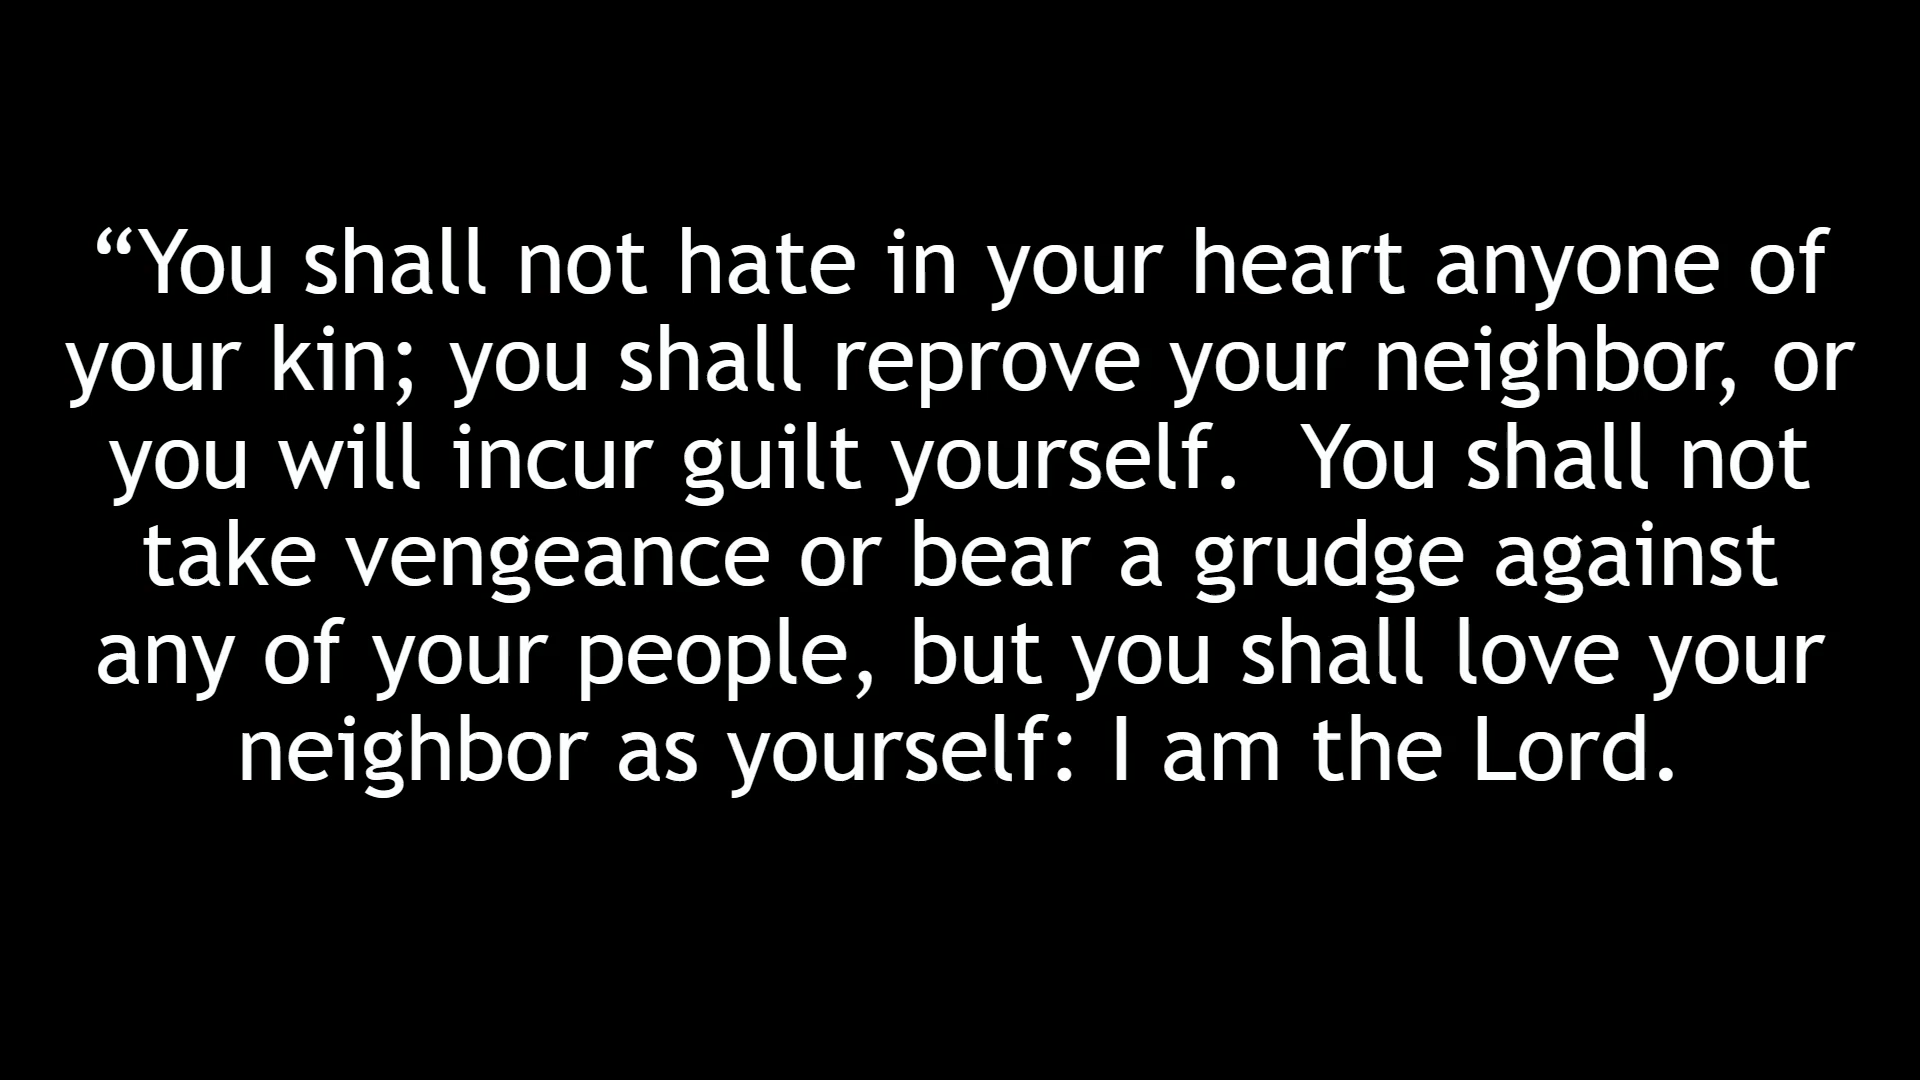 “You shall not hate in your heart anyone of
your kin; you shall reprove your neighbor, or
you will incur guilt yourself.  You shall not
take vengeance or bear a grudge against
any of your people, but you shall love your
neighbor as yourself: I am the Lord.